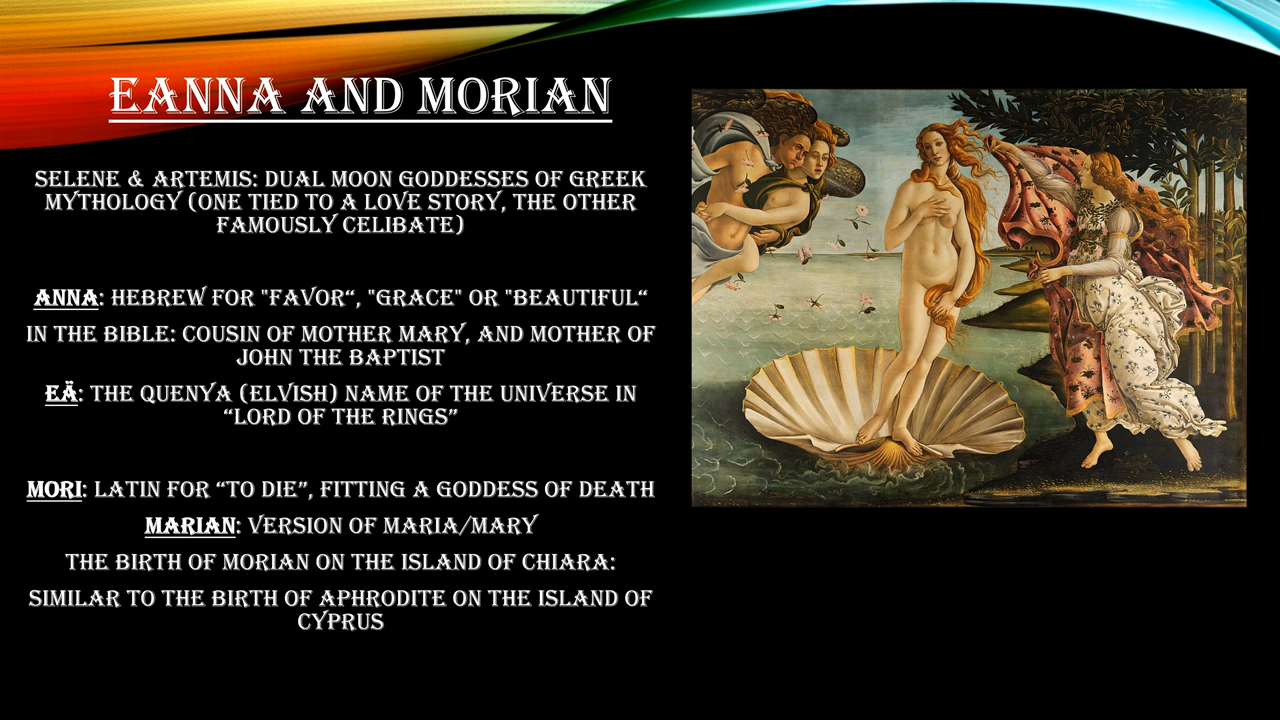 EANNA AND MORIAN
SELENE & ARTEMIS: DUAL MOON GODDESSES OF GREEK
MYTHOLOGY (ONE TIED TO A LOVE STORY, THE OTHER
FAMOUSLY CELIBATE)
ANNA: HEBREW FOR "FAVOR“, "GRACE" OR "BEAUTIFUL“
IN THE BIBLE: COUSIN OF MOTHER MARY, AND MOTHER OF
JOHN THE BAPTIST
EÄ: THE QUENYA (ELVISH) NAME OF THE UNIVERSE IN
“LORD OF THE RINGS”
MORI: LATIN FOR “TO DIE”, FITTING A GODDESS OF DEATH
MARIAN: VERSION OF MARIA/MARY
THE BIRTH OF MORIAN ON THE ISLAND OF CHIARA:
SIMILAR TO THE BIRTH OF APHRODITE ON THE ISLAND OF
CYPRUS